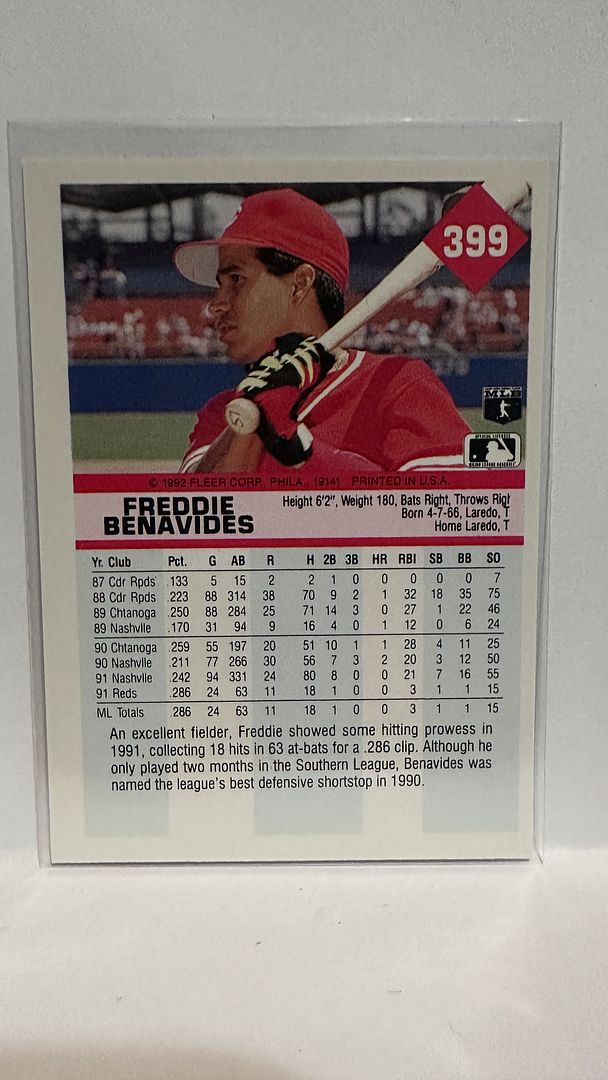 399
MLB
MAJOR LEAGUE BASEBALL
© 1992 FLEER CORP., PHILA., 19141 PRINTED IN U.S.A.
FREDDIE
BENAVIDES
Height 6'2", Weight 180, Bats Right, Throws Rigt
Born 4-7-66, Laredo, T
Home Laredo, T
Yr. Club Pct. G AB R H 2B 3B HR RBI SB BB SO
87 Cdr Rpds .133 5 15 2 2 1 0 0 0 0 0 7
88 Cdr Rpds .223 88 314 38 70 9 2 1 32 18 35 75
89 Chtanoga .250 88 284 25 71 14 3 0 27 1 22 46
89 Nashvlle .170 31 94 9 16 4 0 1 12 0 6 24
90 Chtanoga .259 55 197 20 51 10 1 1 28 4 11 25
90 Nashvlle .211 77 266 30 56 7 3 2 20 3 12 50
91 Nashvlle .242 94 331 24 80 8 0 0 21 7 16 55
91 Reds .286 24 63 11 18 1 0 0 3 1 1 15
ML Totals .286 24 63 11 18 1 0 0 3 1 1 15
An excellent fielder, Freddie showed some hitting prowess in
1991, collecting 18 hits in 63 at-bats for a .286 clip. Although he
only played two months in the Southern League, Benavides was
named the league's best defensive shortstop in 1990.